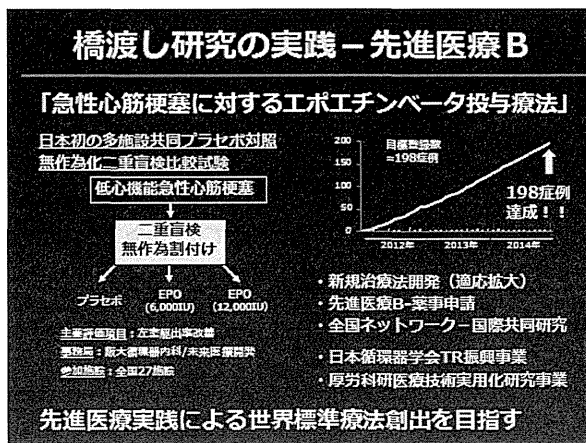 橋渡し研究の実践－先進医療B
「急性心筋梗塞に対するエポエチンベータ投与療法」
日本初の多施設共同プラセボ対照
無作為化二重盲検比較試験
低心機能急性心筋梗塞
二重盲検
無作為割付け
プラセボ
EPO
(6,000IU)
EPO
(12,000IU)
主要評価項目：左室駆出率改善
事務局：阪大循環器内科/未来医療開発
参加施設：全国27施設
200
150
100
50
0
目標登録数
=198症例
198症例
達成！！
2012年
2013年
2014年
・新規治療法開発（適応拡大）
・先進医療B-薬事申請
・全国ネットワーク－国際共同研究
・日本循環器学会TR振興事業
・厚労科研医療技術実用化研究事業
先進医療実践による世界標準療法創出を目指す